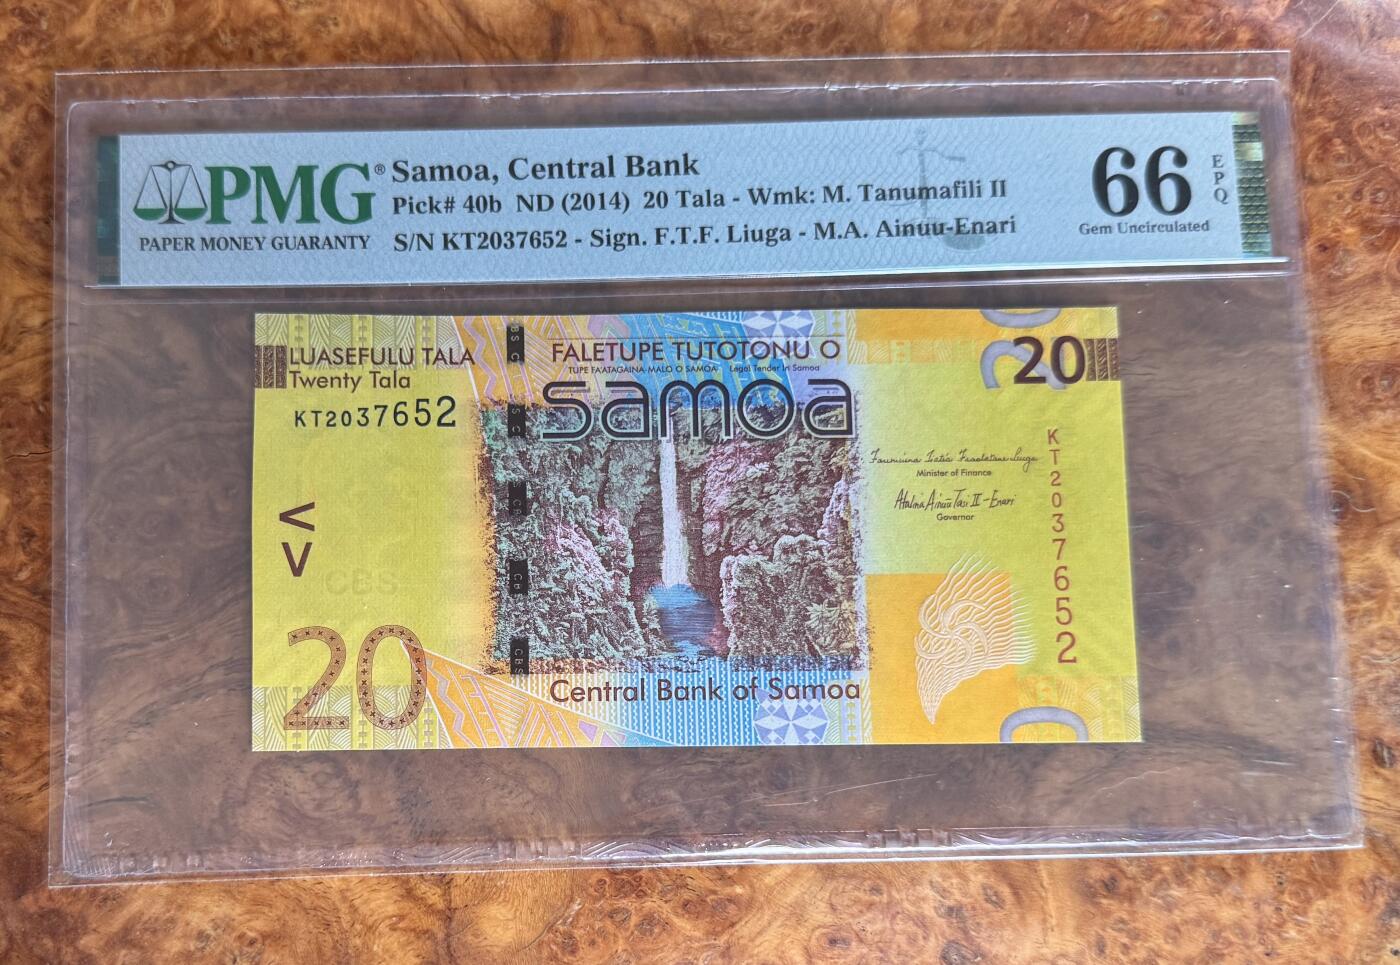 PMG®
PAPER MONEY GUARANTY
Samoa, Central Bank
Pick# 40b ND (2014) 20 Tala - Wmk: M. Tanumafili II
S/N KT2037652 - Sign. F.T.F. Liuga - M.A. Ainuu-Enari
66
EPQ
Gem Uncirculated
LUASEFULU TALA
Twenty Tala
KT2037652
FALETUPE TUTOTONU O
TUPE FA'ATAGAINA MALO O SAMOA Legal Tender in Samoa
samoa
20
Minister of Finance
Governor
KT2037652
CBS
CBS
20
Central Bank of Samoa